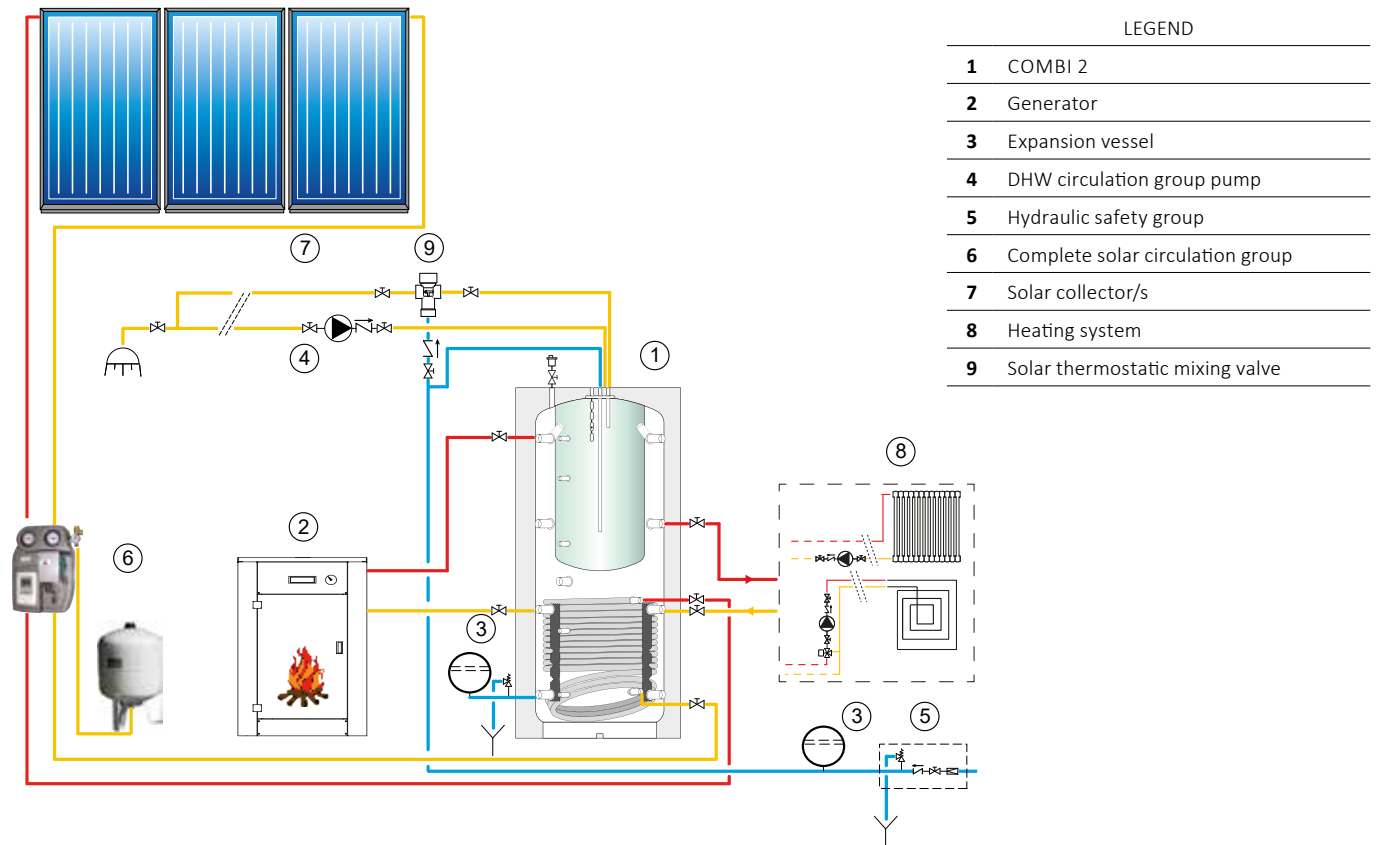 LEGEND
1 COMBI 2
2 Generator
3 Expansion vessel
4 DHW circulation group pump
5 Hydraulic safety group
6 Complete solar circulation group
7 Solar collector/s
8 Heating system
9 Solar thermostatic mixing valve
7
9
4
1
8
2
6
3
3
5